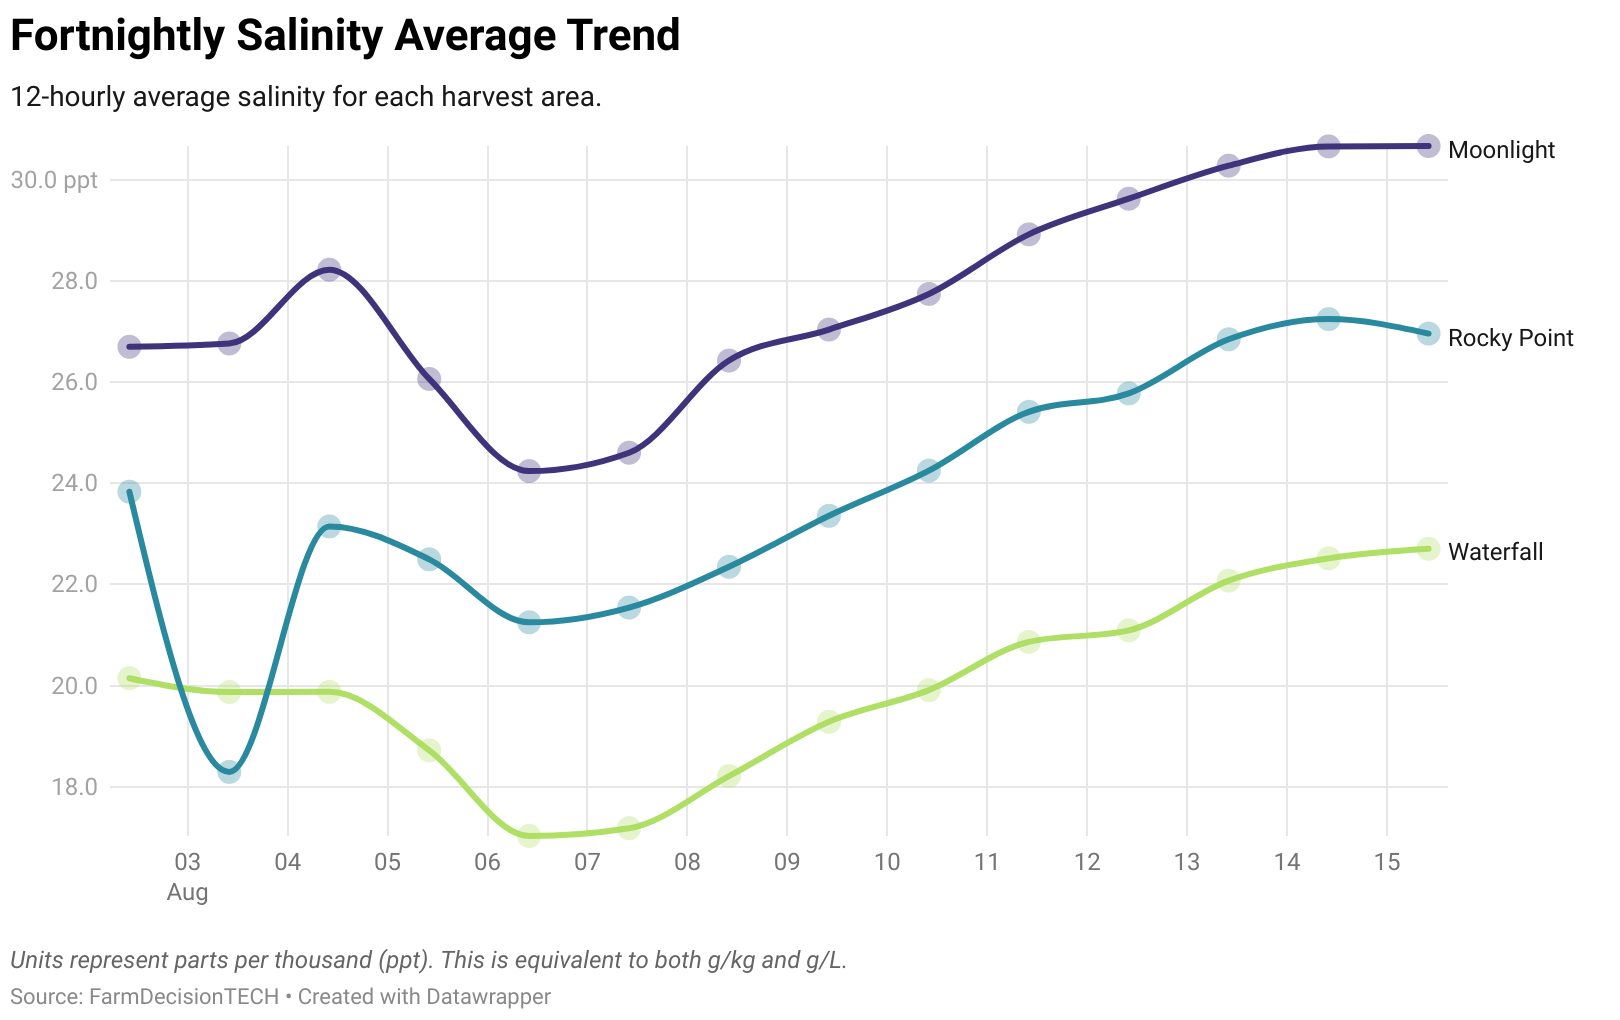 Fortnightly Salinity Average Trend
12-hourly average salinity for each harvest area.
Moonlight
30.0 ppt
28.0
Rocky Point
26.0
24.0
Waterfall
22.0
20.0
18.0
03 04 05 06 07 08 09 10 11 12 13 14 15
Aug
Units represent parts per thousand (ppt). This is equivalent to both g/kg and g/L.
Source: FarmDecisionTECH • Created with Datawrapper